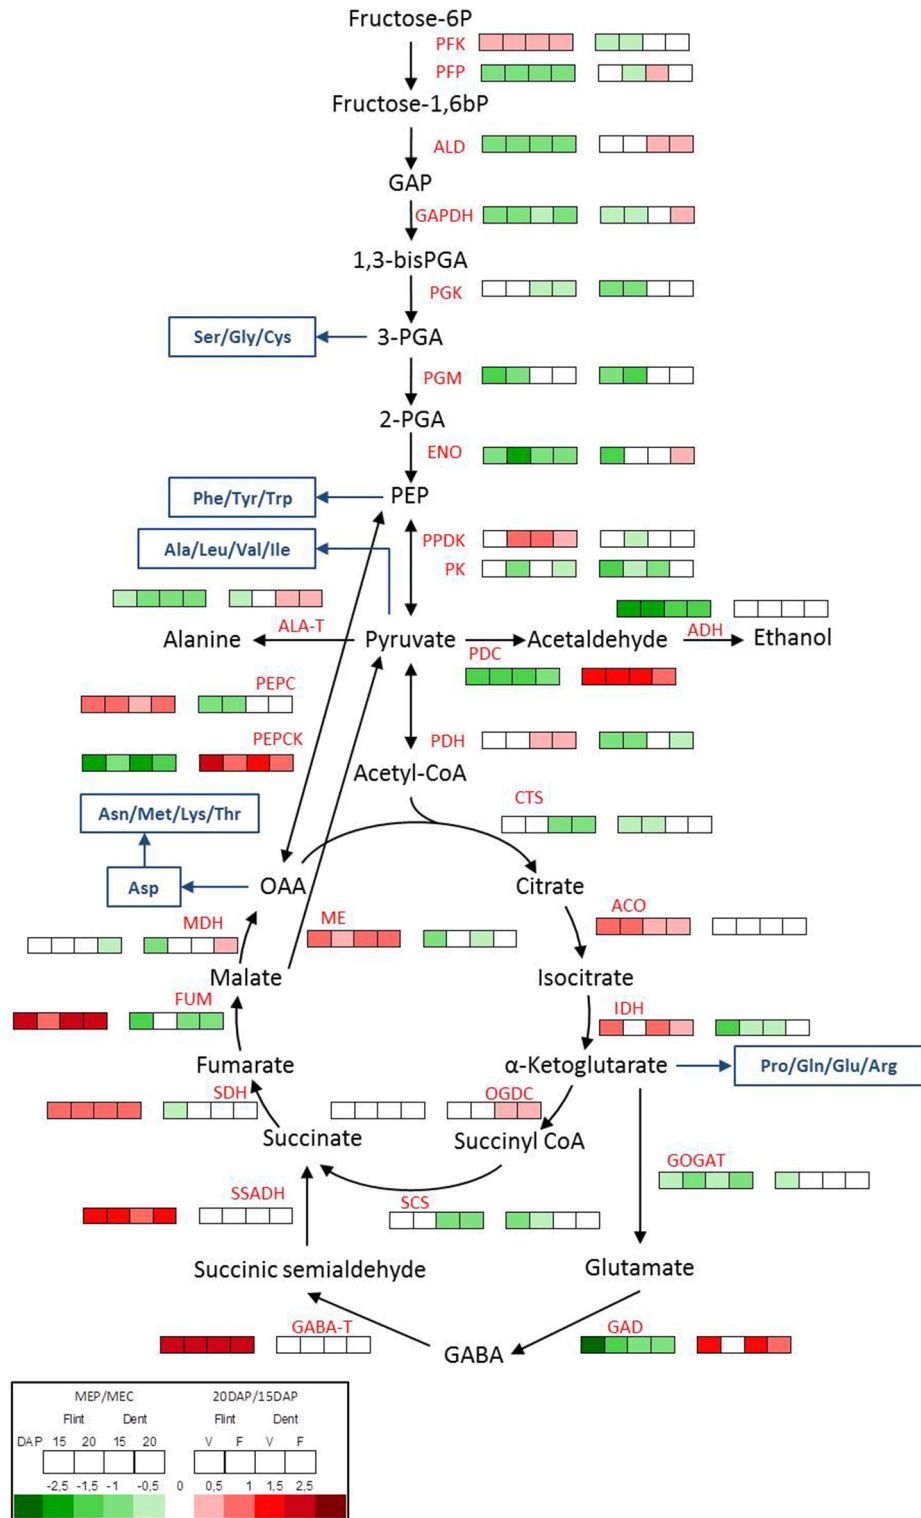 Fructose-6P
PFK
PFP
Fructose-1,6bP
ALD
GAP
GAPDH
1,3-bisPGA
PGK
Ser/Gly/Cys
3-PGA
PGM
2-PGA
ENO
Phe/Tyr/Trp
PEP
Ala/Leu/Val/Ile
PPDK
PK
Alanine
ALA-T
Pyruvate
Acetaldehyde
ADH
Ethanol
PDC
PEPC
PEPCK
PDH
Acetyl-CoA
CTS
Asn/Met/Lys/Thr
Asp
OAA
Citrate
MDH
ME
ACO
Malate
Isocitrate
FUM
IDH
Fumarate
α-Ketoglutarate
Pro/Gln/Glu/Arg
SDH
OGDC
Succinate
Succinyl CoA
GOGAT
SSADH
SCS
Succinic semialdehyde
Glutamate
GABA-T
GABA
GAD
MEP/MEC 20DAP/15DAP
Flint Dent Flint Dent
DAP 15 20 15 20 V F V F
-2,5 -1,5 -1 -0,5 0 0,5 1 1,5 2,5